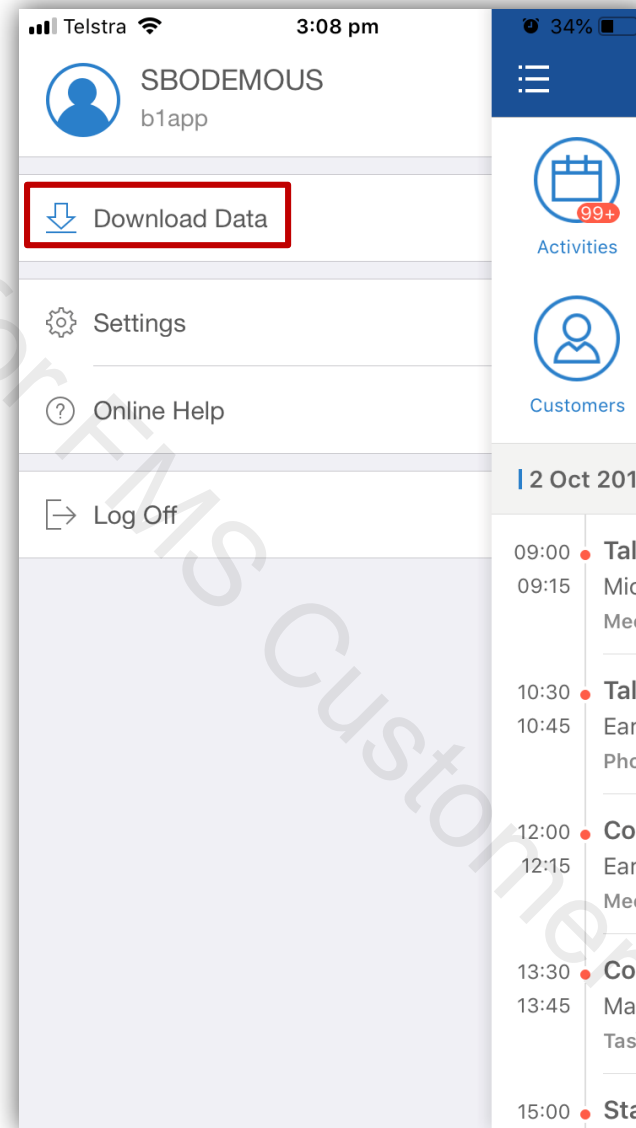 Telstra 3:08 pm 34%
SBODEMOUS
b1app
Download Data
Settings
Online Help
Log Off
99+
Activities
Customers
2 Oct 201
09:00
09:15
10:30
10:45
12:00
12:15
13:30
13:45
15:00
FMS Customer